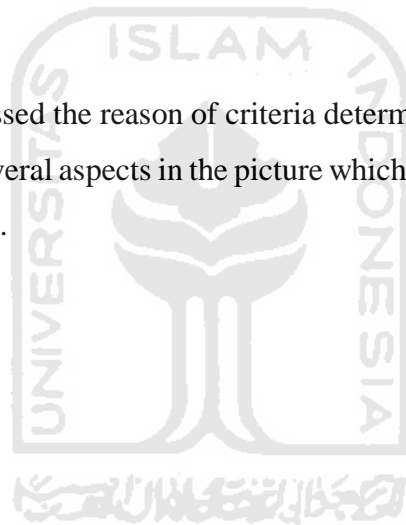 ISLAM
UNIVERSITAS
INDONESIA
ssed the reason of criteria determ
veral aspects in the picture which
.